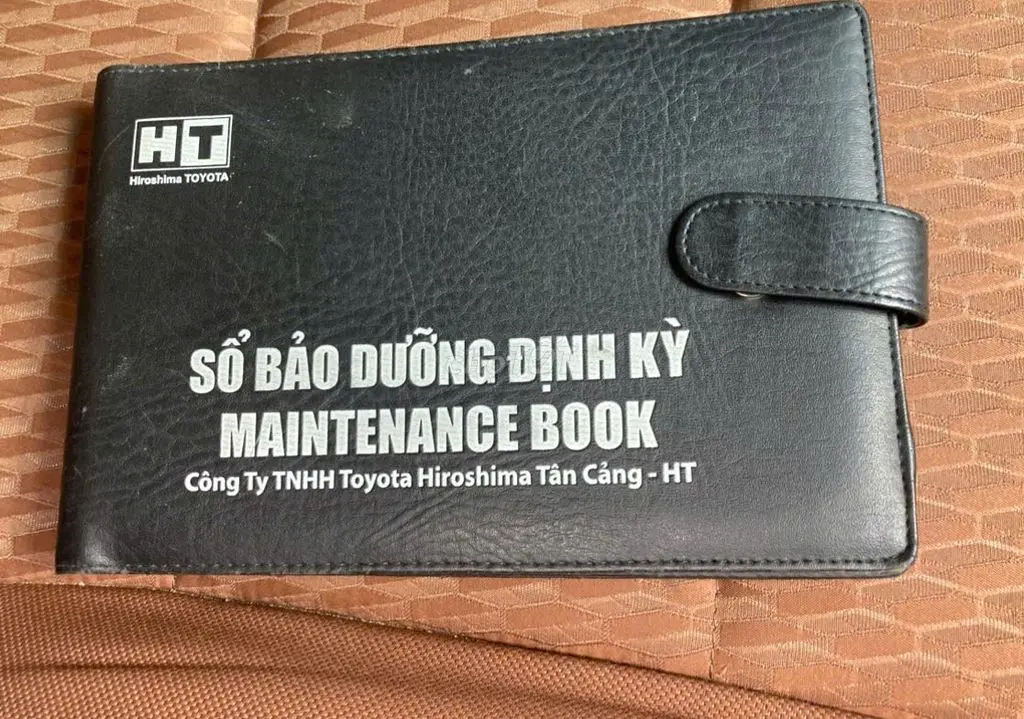 HT
Hiroshima TOYOTA
SỔ BẢO DƯỠNG ĐỊNH KỲ
MAINTENANCE BOOK
Công Ty TNHH Toyota Hiroshima Tân Cảng - HT